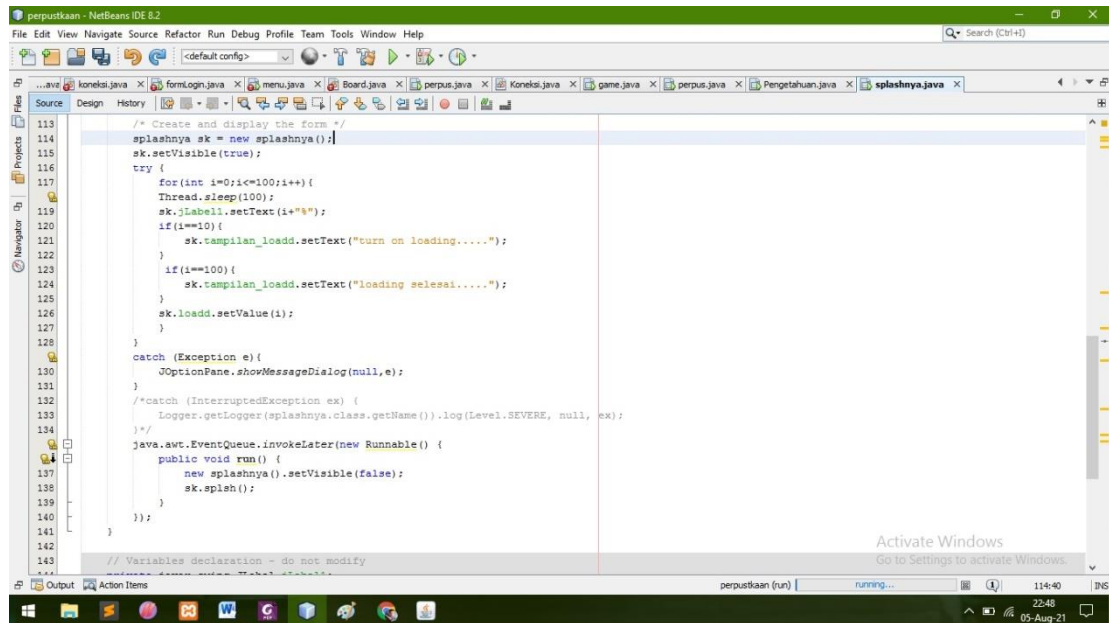 perpustkaan - NetBeans IDE 8.2
File Edit View Navigate Source Refactor Run Debug Profile Team Tools Window Help
Search (Ctrl+I)
<default config>
...ava koneksi.java formLogin.java menu.java Board.java perpus.java Koneksi.java game.java perpus.java Pengetahuan.java splashnya.java
Source Design History
Files
Projects
Navigator
113 /* Create and display the form */
114 splashnya sk = new splashnya();
115 sk.setVisible(true);
116 try {
117 for(int i=0;i<=100;i++){
Thread.sleep(100);
119 sk.jLabel1.setText(i+"%");
120 if(i==10){
121 sk.tampilan_loadd.setText("turn on loading.....");
122 }
123 if(i==100){
124 sk.tampilan_loadd.setText("loading selesai.....");
125 }
126 sk.loadd.setValue(i);
127 }
128 }
catch (Exception e){
130 JOptionPane.showMessageDialog(null,e);
131 }
132 /*catch (InterruptedException ex) {
133 Logger.getLogger(splashnya.class.getName()).log(Level.SEVERE, null, ex);
134 }*/
java.awt.EventQueue.invokeLater(new Runnable() {
public void run() {
137 new splashnya().setVisible(false);
138 sk.splsh();
139 }
140 });
141 }
142
143 // Variables declaration - do not modify
Activate Windows
Go to Settings to activate Windows.
Output Action Items
perpustkaan (run) running... 1 114:40 INS
22:48
05-Aug-21